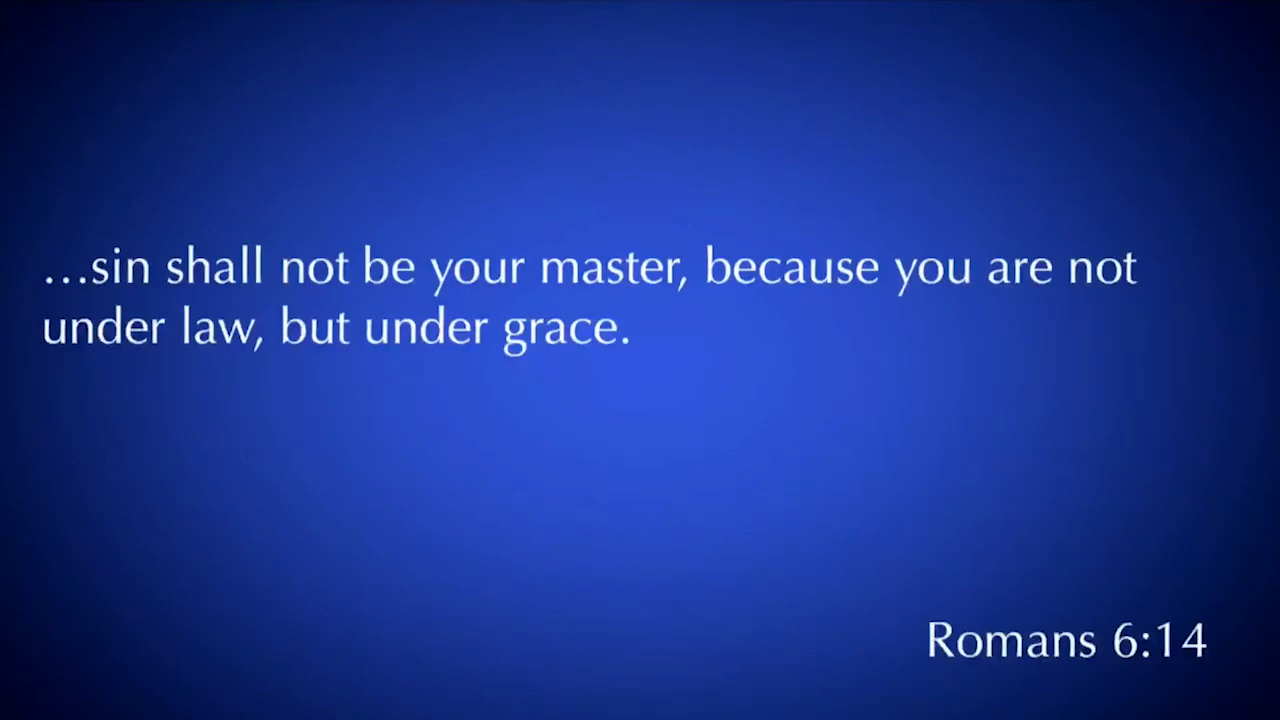 …sin shall not be your master, because you are not
under law, but under grace.
Romans 6:14